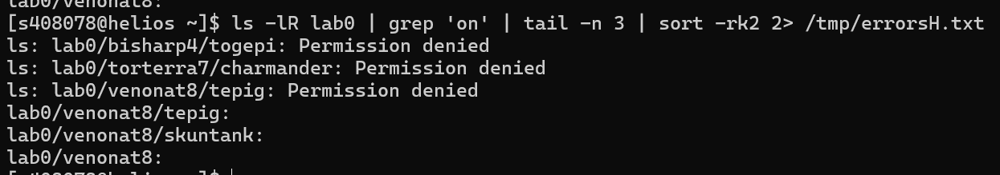 lab0/venonat8:
[s408078@helios ~]$ ls -lR lab0 | grep 'on' | tail -n 3 | sort -rk2 2> /tmp/errorsH.txt
ls: lab0/bisharp4/togepi: Permission denied
ls: lab0/torterra7/charmander: Permission denied
ls: lab0/venonat8/tepig: Permission denied
lab0/venonat8/tepig:
lab0/venonat8/skuntank:
lab0/venonat8:
[s408078@helios ~]$